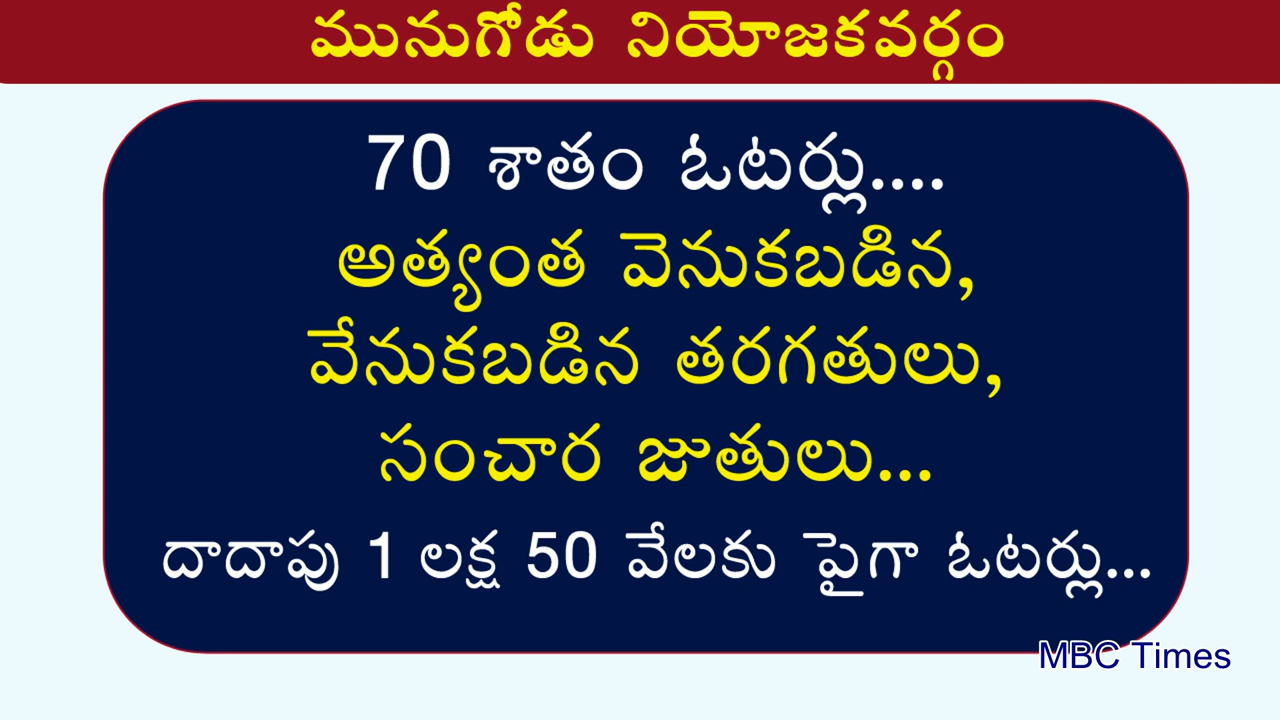 మునుగోడు నియోజకవర్గం
70 శాతం ఓటర్లు....
అత్యంత వెనుకబడిన,
వేనుకబడిన తరగతులు,
సంచార జుతులు...
దాదాపు 1 లక్ష 50 వేలకు పైగా ఓటర్లు...
MBC Times